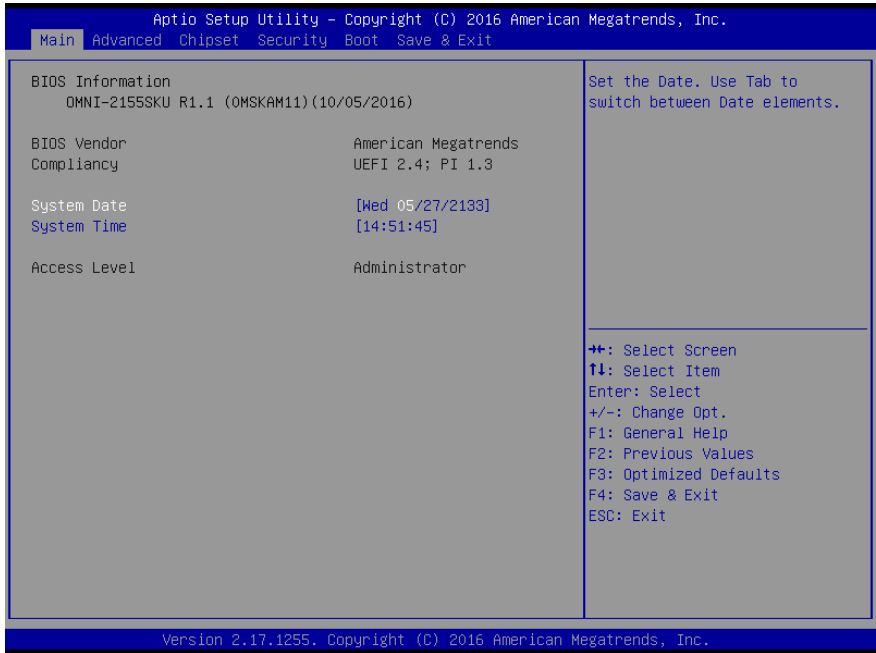 Aptio Setup Utility – Copyright (C) 2016 American Megatrends, Inc.
Main Advanced Chipset Security Boot Save & Exit
BIOS Information
OMNI-2155SKU R1.1 (OMSKAM11)(10/05/2016)
BIOS Vendor American Megatrends
Compliancy UEFI 2.4; PI 1.3
System Date [Wed 05/27/2133]
System Time [14:51:45]
Access Level Administrator
Set the Date. Use Tab to
switch between Date elements.
→←: Select Screen
↑↓: Select Item
Enter: Select
+/-: Change Opt.
F1: General Help
F2: Previous Values
F3: Optimized Defaults
F4: Save & Exit
ESC: Exit
Version 2.17.1255. Copyright (C) 2016 American Megatrends, Inc.